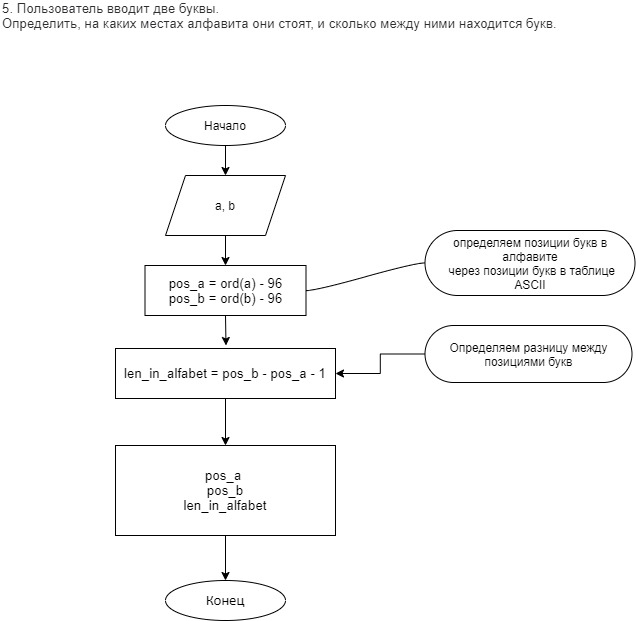 5. Пользователь вводит две буквы.
Определить, на каких местах алфавита они стоят, и сколько между ними находится букв.
Начало
a, b
определяем позиции букв в
алфавите
через позиции букв в таблице
ASCII
pos_a = ord(a) - 96
pos_b = ord(b) - 96
Определяем разницу между
позициями букв
len_in_alfabet = pos_b - pos_a - 1
pos_a
pos_b
len_in_alfabet
Конец